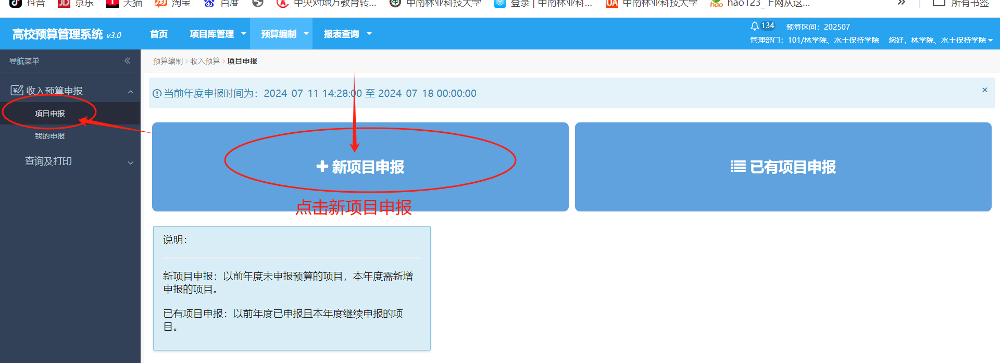 抖音 京东 天猫 淘宝 百度 中央对地方教育转... 中南林业科技大学 登录 | 中南林业科... 中南林业科技大学 hao123_上网从这... 所有书签
高校预算管理系统 v3.0 首页 项目库管理 预算编制 报表查询
134 预算区间：202507
管理部门：101/林学院、水土保持学院 您好，林学院、水土保持学院
导航菜单
预算编制 > 收入预算 > 项目申报
收入预算申报
项目申报
我的申报
查询及打印
当前年度申报时间为：2024-07-11 14:28:00 至 2024-07-18 00:00:00
×
新项目申报
已有项目申报
点击新项目申报
说明：
新项目申报：以前年度未申报预算的项目，本年度需新增
申报的项目。
已有项目申报：以前年度已申报且本年度继续申报的项
目。